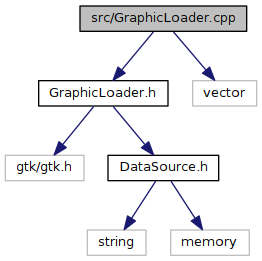 src/GraphicLoader.cpp
GraphicLoader.h
vector
gtk/gtk.h
DataSource.h
string
memory